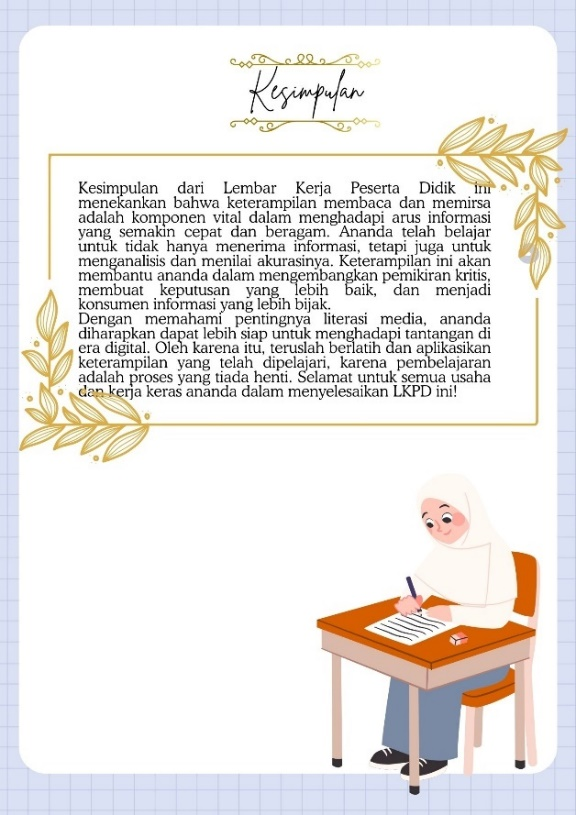 Kesimpulan
Kesimpulan dari Lembar Kerja Peserta Didik ini
menekankan bahwa keterampilan membaca dan memirsa
adalah komponen vital dalam menghadapi arus informasi
yang semakin cepat dan beragam. Ananda telah belajar
untuk tidak hanya menerima informasi, tetapi juga untuk
menganalisis dan menilai akurasinya. Keterampilan ini akan
membantu ananda dalam mengembangkan pemikiran kritis,
membuat keputusan yang lebih baik, dan menjadi
konsumen informasi yang lebih bijak.
Dengan memahami pentingnya literasi media, ananda
diharapkan dapat lebih siap untuk menghadapi tantangan di
era digital. Oleh karena itu, teruslah berlatih dan aplikasikan
keterampilan yang telah dipelajari, karena pembelajaran
adalah proses yang tiada henti. Selamat untuk semua usaha
dan kerja keras ananda dalam menyelesaikan LKPD ini!